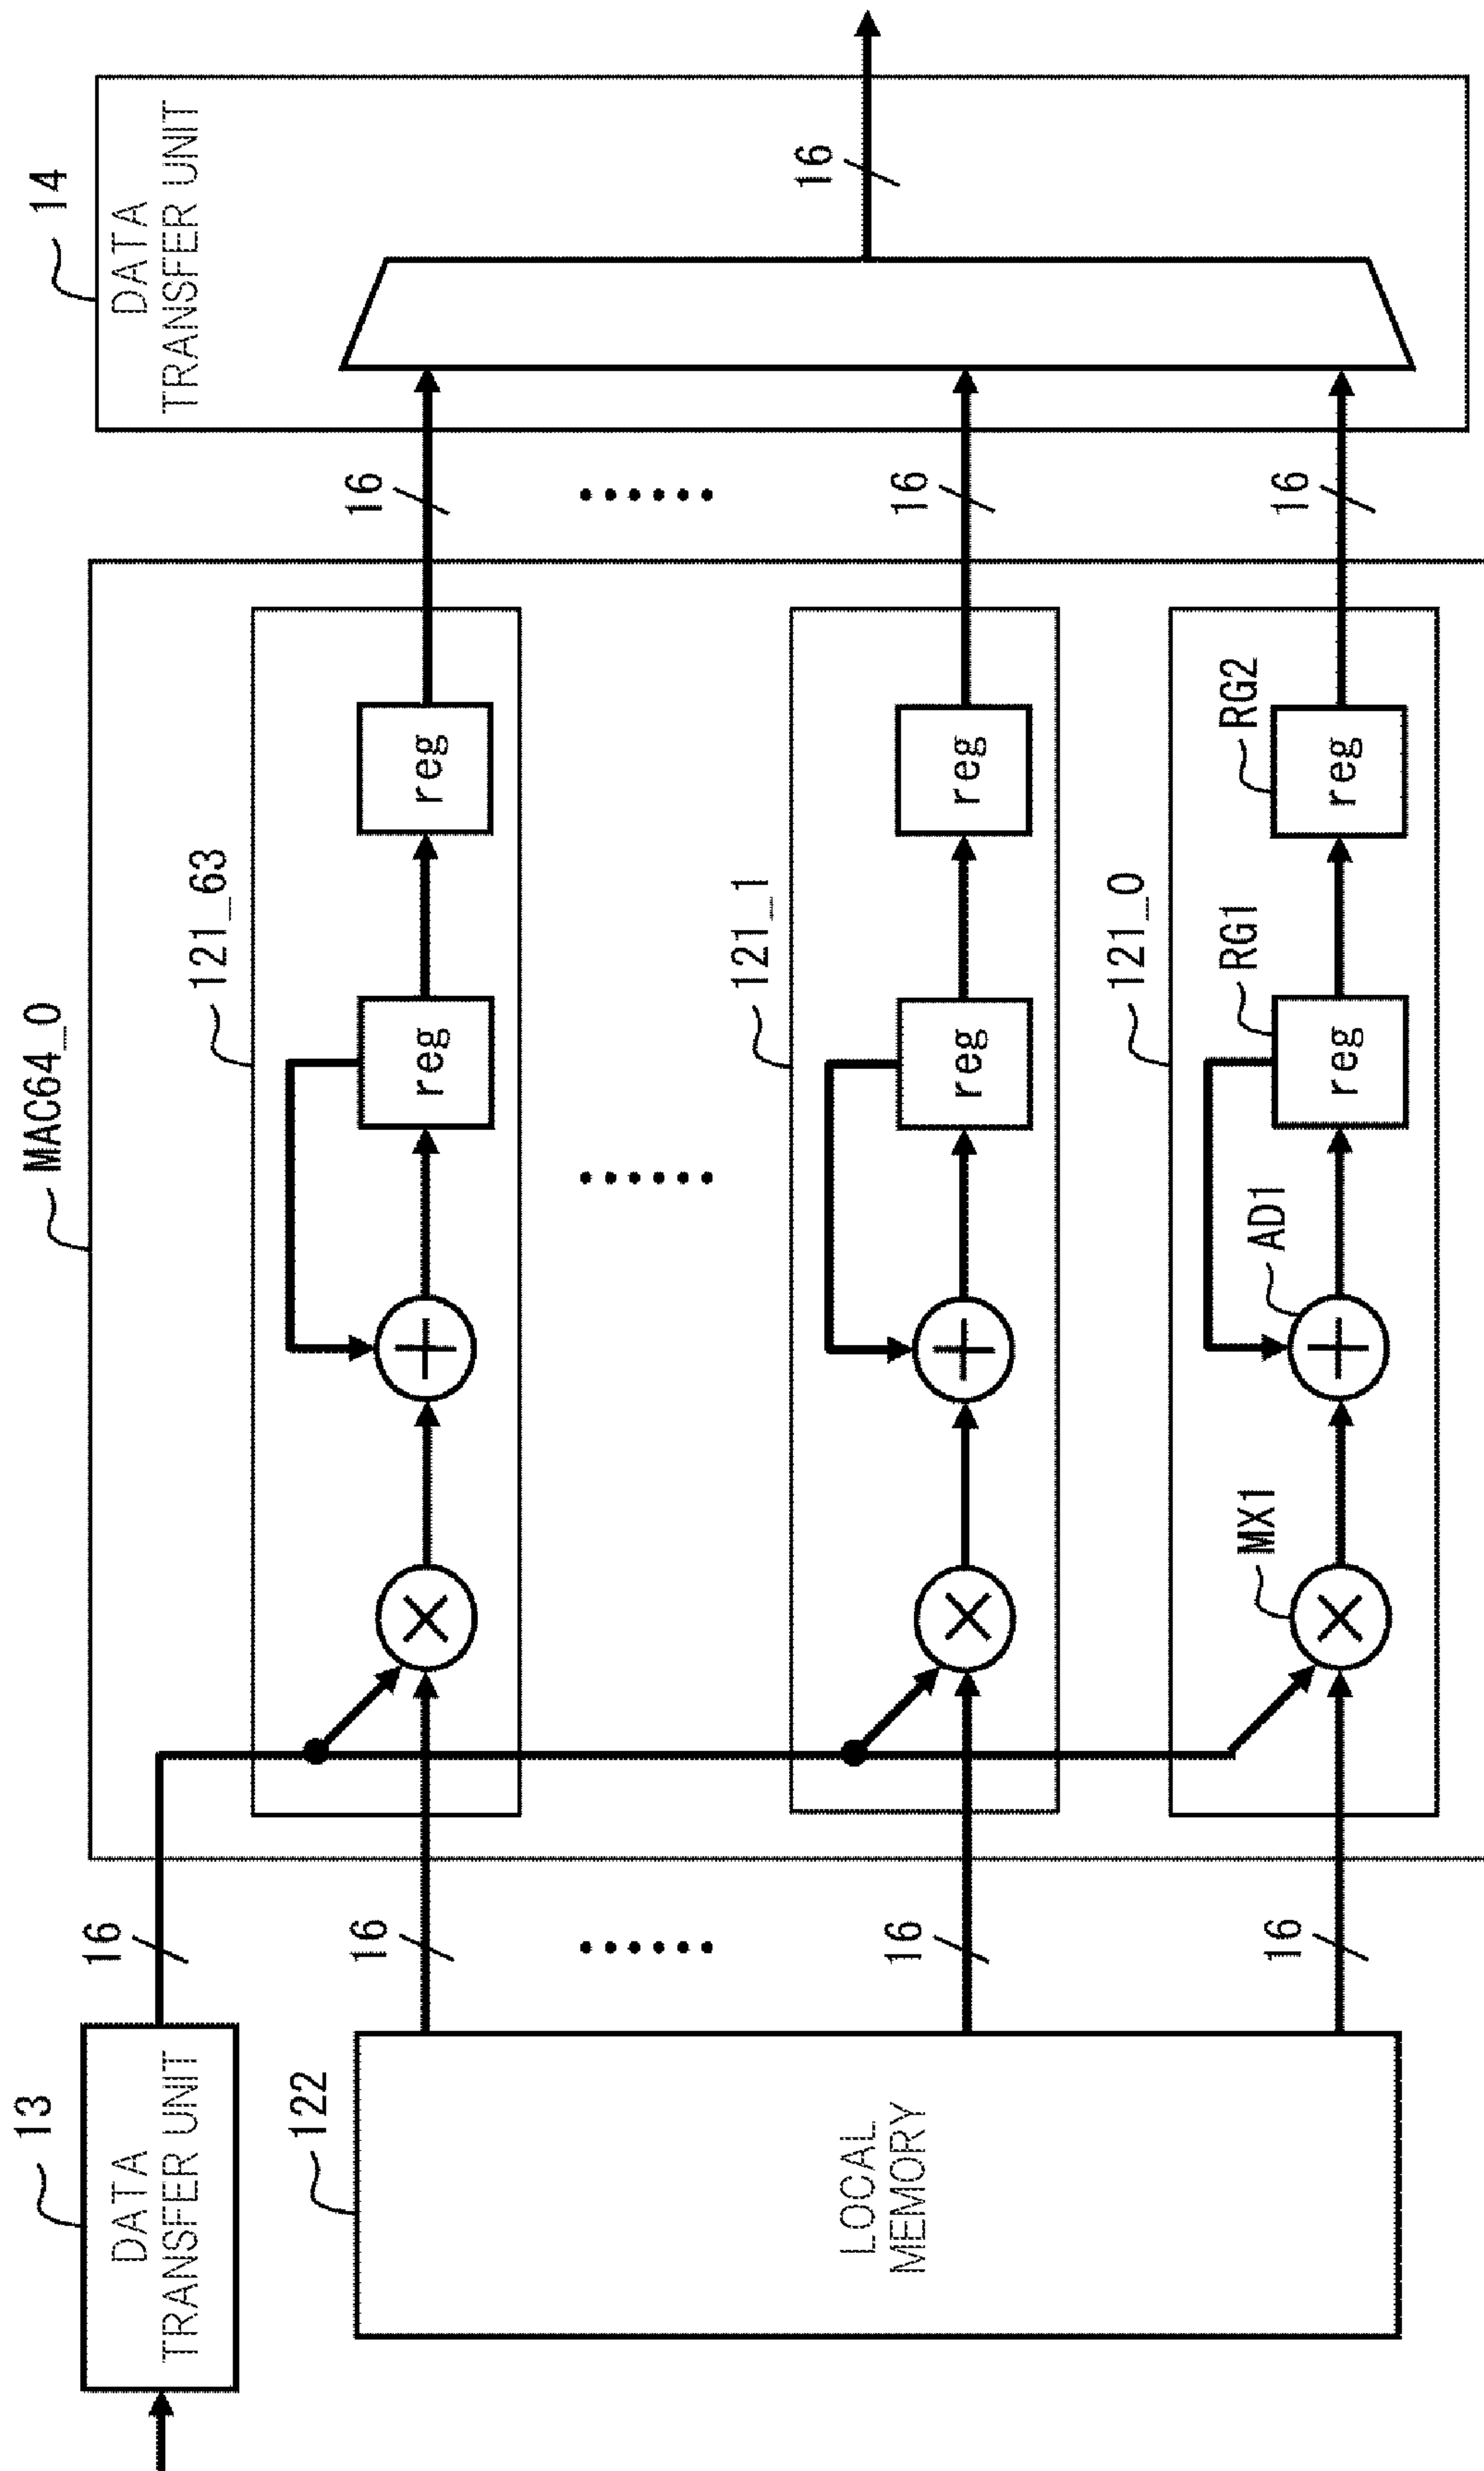 13
DATA
TRANSFER UNIT
16
122
LOCAL
MEMORY
16
......
16
16
MAC64_0
121_63
×
+
reg
reg
......
121_1
×
+
reg
reg
121_0
MX1
×
AD1
+
RG1
reg
RG2
reg
16
......
16
16
14
DATA
TRANSFER UNIT
16